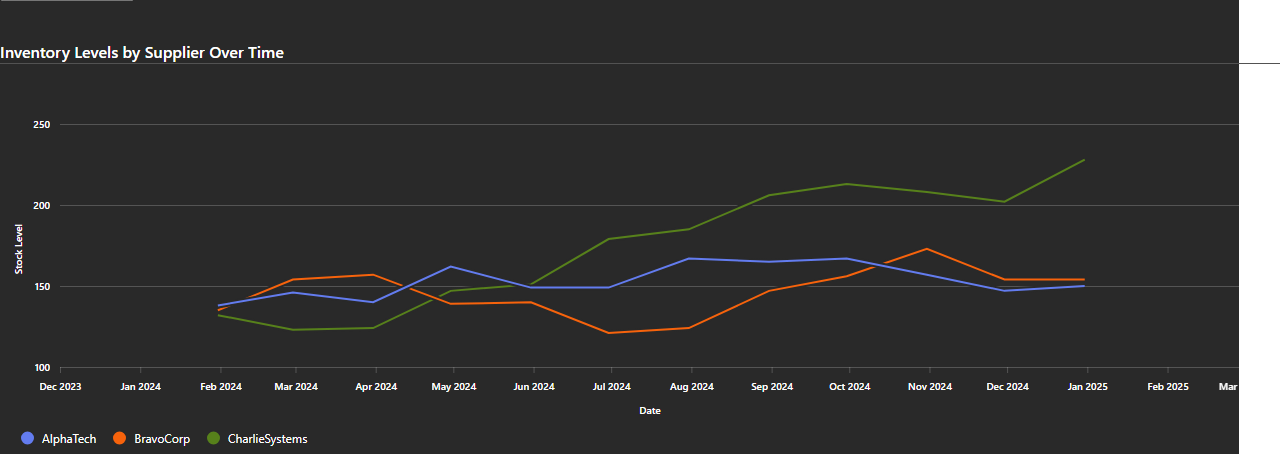 Inventory Levels by Supplier Over Time
250
200
150
100
Stock Level
Dec 2023 Jan 2024 Feb 2024 Mar 2024 Apr 2024 May 2024 Jun 2024 Jul 2024 Aug 2024 Sep 2024 Oct 2024 Nov 2024 Dec 2024 Jan 2025 Feb 2025 Mar
Date
AlphaTech BravoCorp CharlieSystems